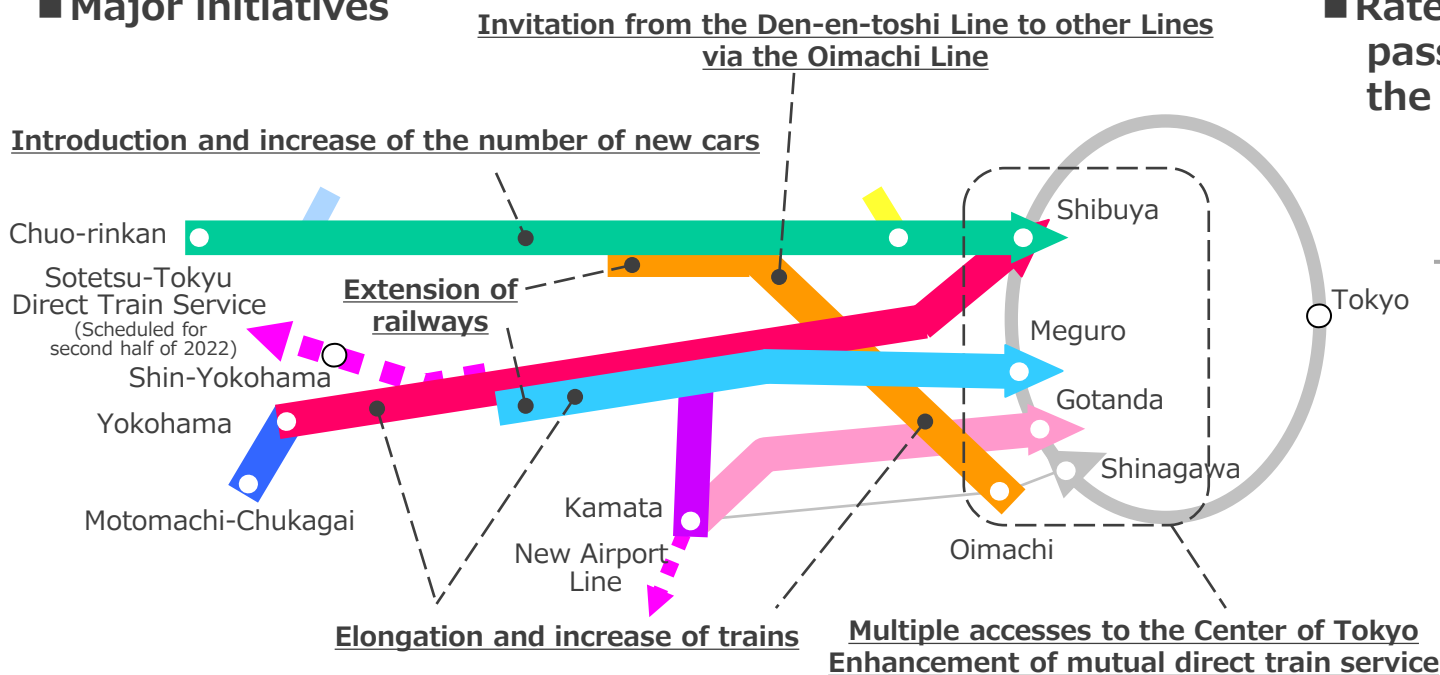 ■Major initiatives
Invitation from the Den-en-toshi Line to other Lines
via the Oimachi Line
■Rate
pass
the
Introduction and increase of the number of new cars
Chuo-rinkan
Shibuya
Sotetsu-Tokyu
Direct Train Service
(Scheduled for
second half of 2022)
Extension of
railways
Tokyo
Meguro
Shin-Yokohama
Yokohama
Gotanda
Shinagawa
Motomachi-Chukagai
Kamata
New Airport
Line
Oimachi
Elongation and increase of trains
Multiple accesses to the Center of Tokyo
Enhancement of mutual direct train service